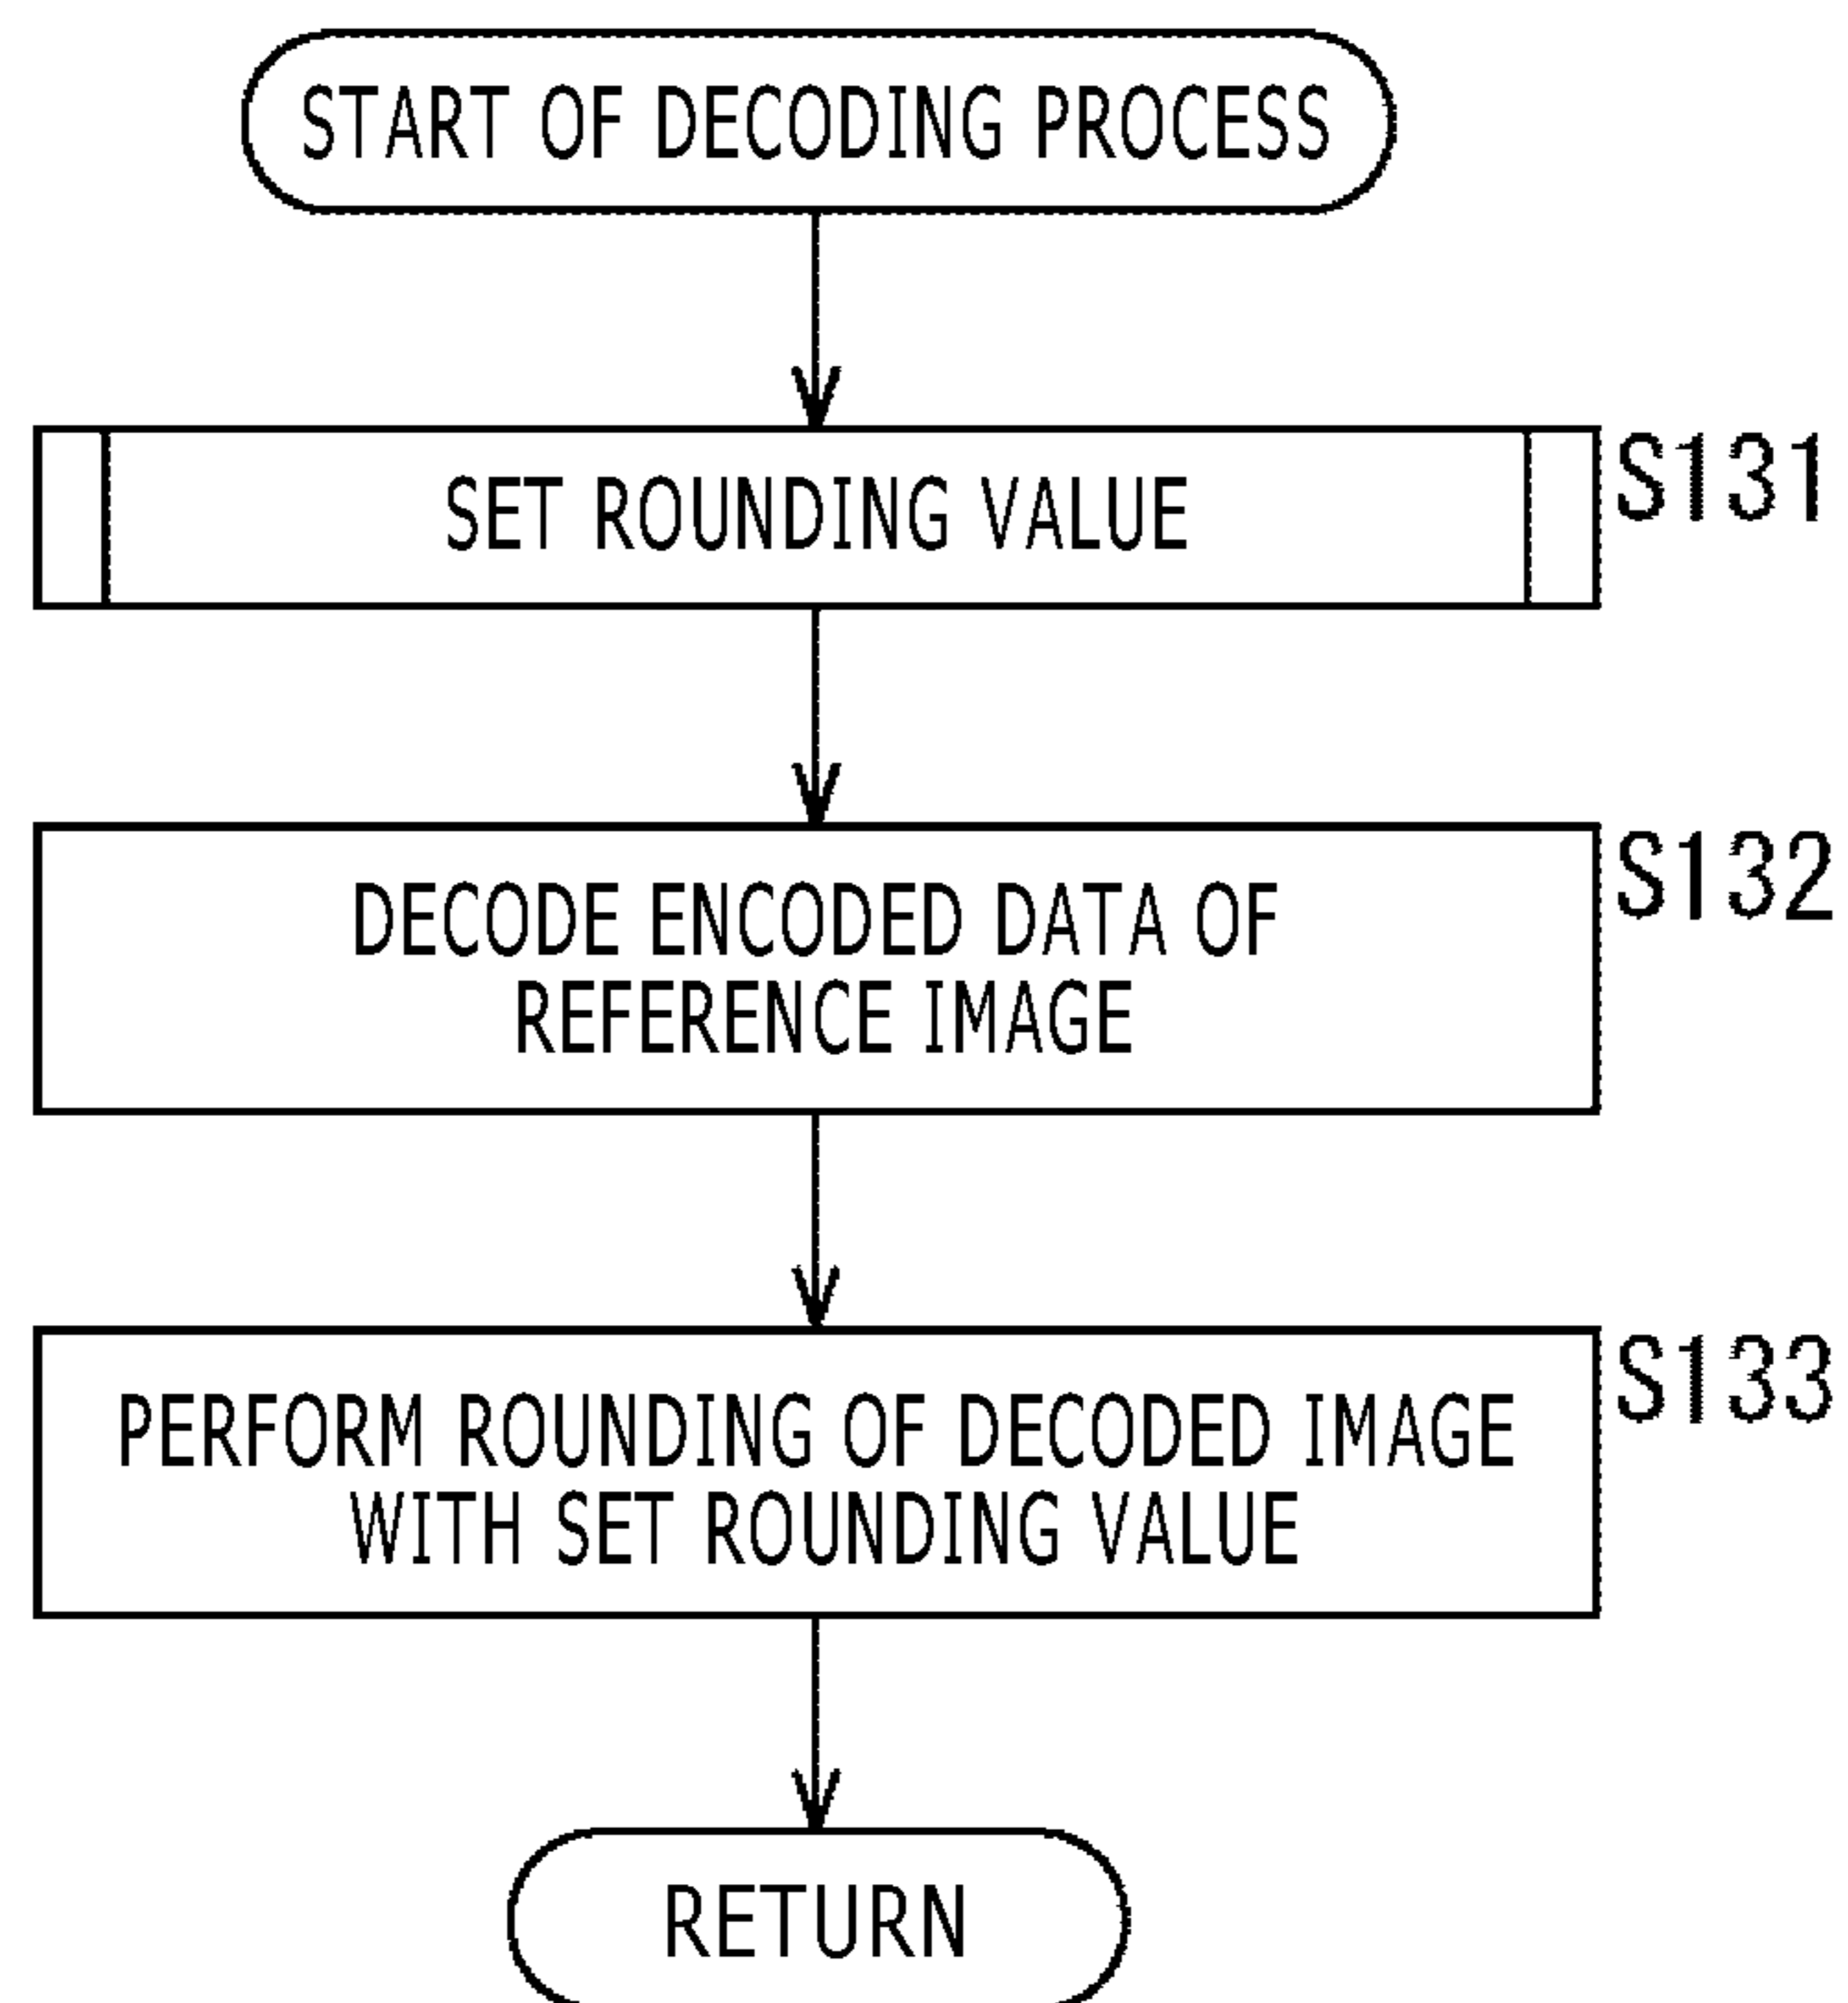 START OF DECODING PROCESS
SET ROUNDING VALUE
S131
DECODE ENCODED DATA OF
REFERENCE IMAGE
S132
PERFORM ROUNDING OF DECODED IMAGE
WITH SET ROUNDING VALUE
S133
RETURN